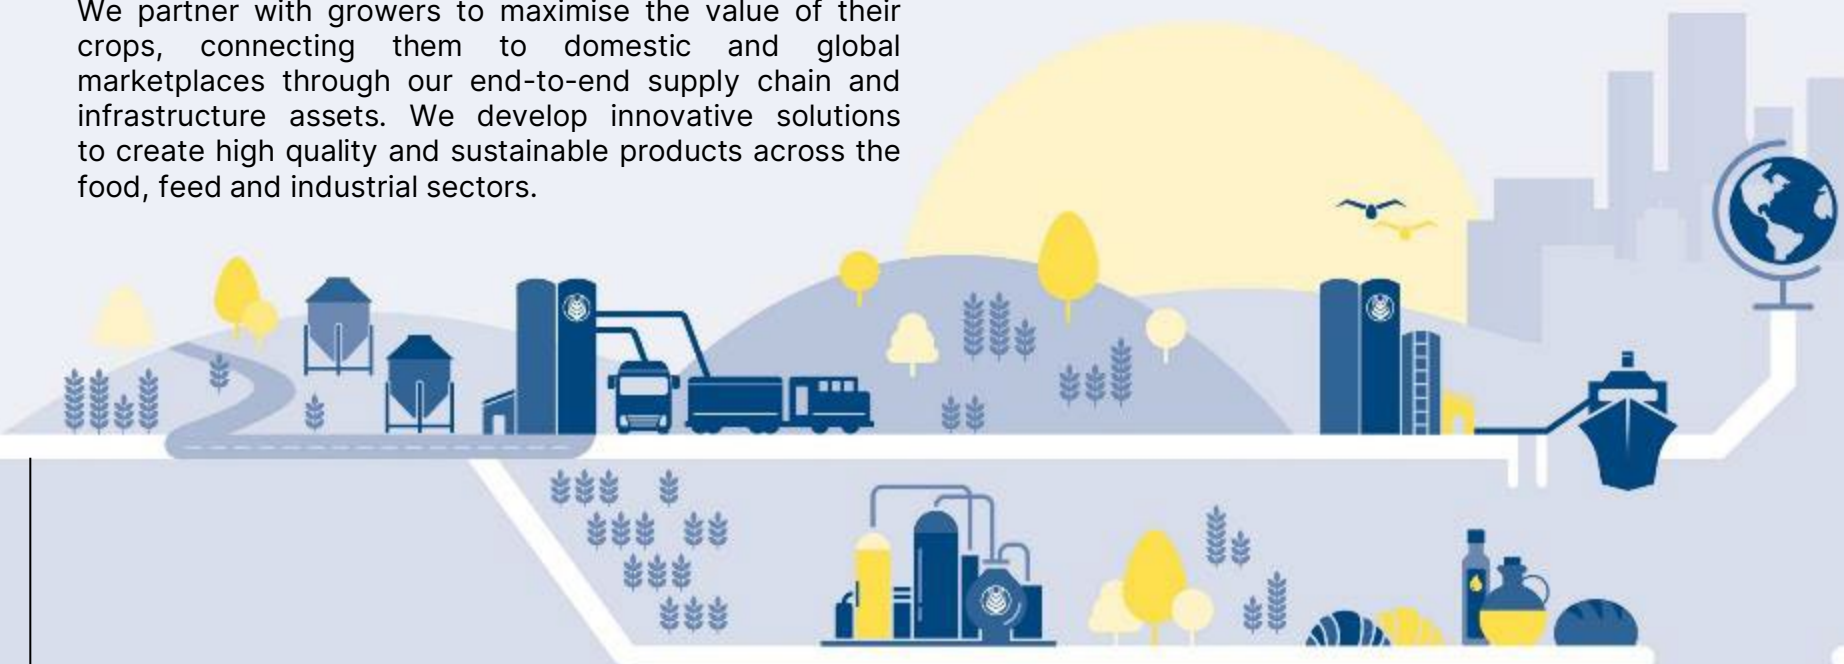 We partner with growers to maximise the value of their
crops, connecting them to domestic and global
marketplaces through our end-to-end supply chain and
infrastructure assets. We develop innovative solutions
to create high quality and sustainable products across the
food, feed and industrial sectors.